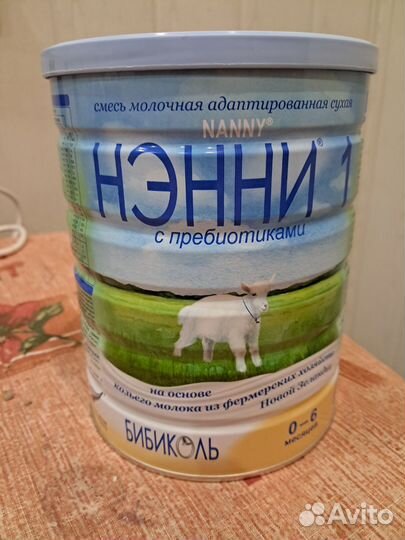 смесь молочная адаптированная сухая
NANNY®
НЭННИ® 1
с пребиотиками
на основе
козьего молока из фермерских хозяйств
Новой Зеландии
0–6
месяцев
БИБИКОЛЬ
Avito